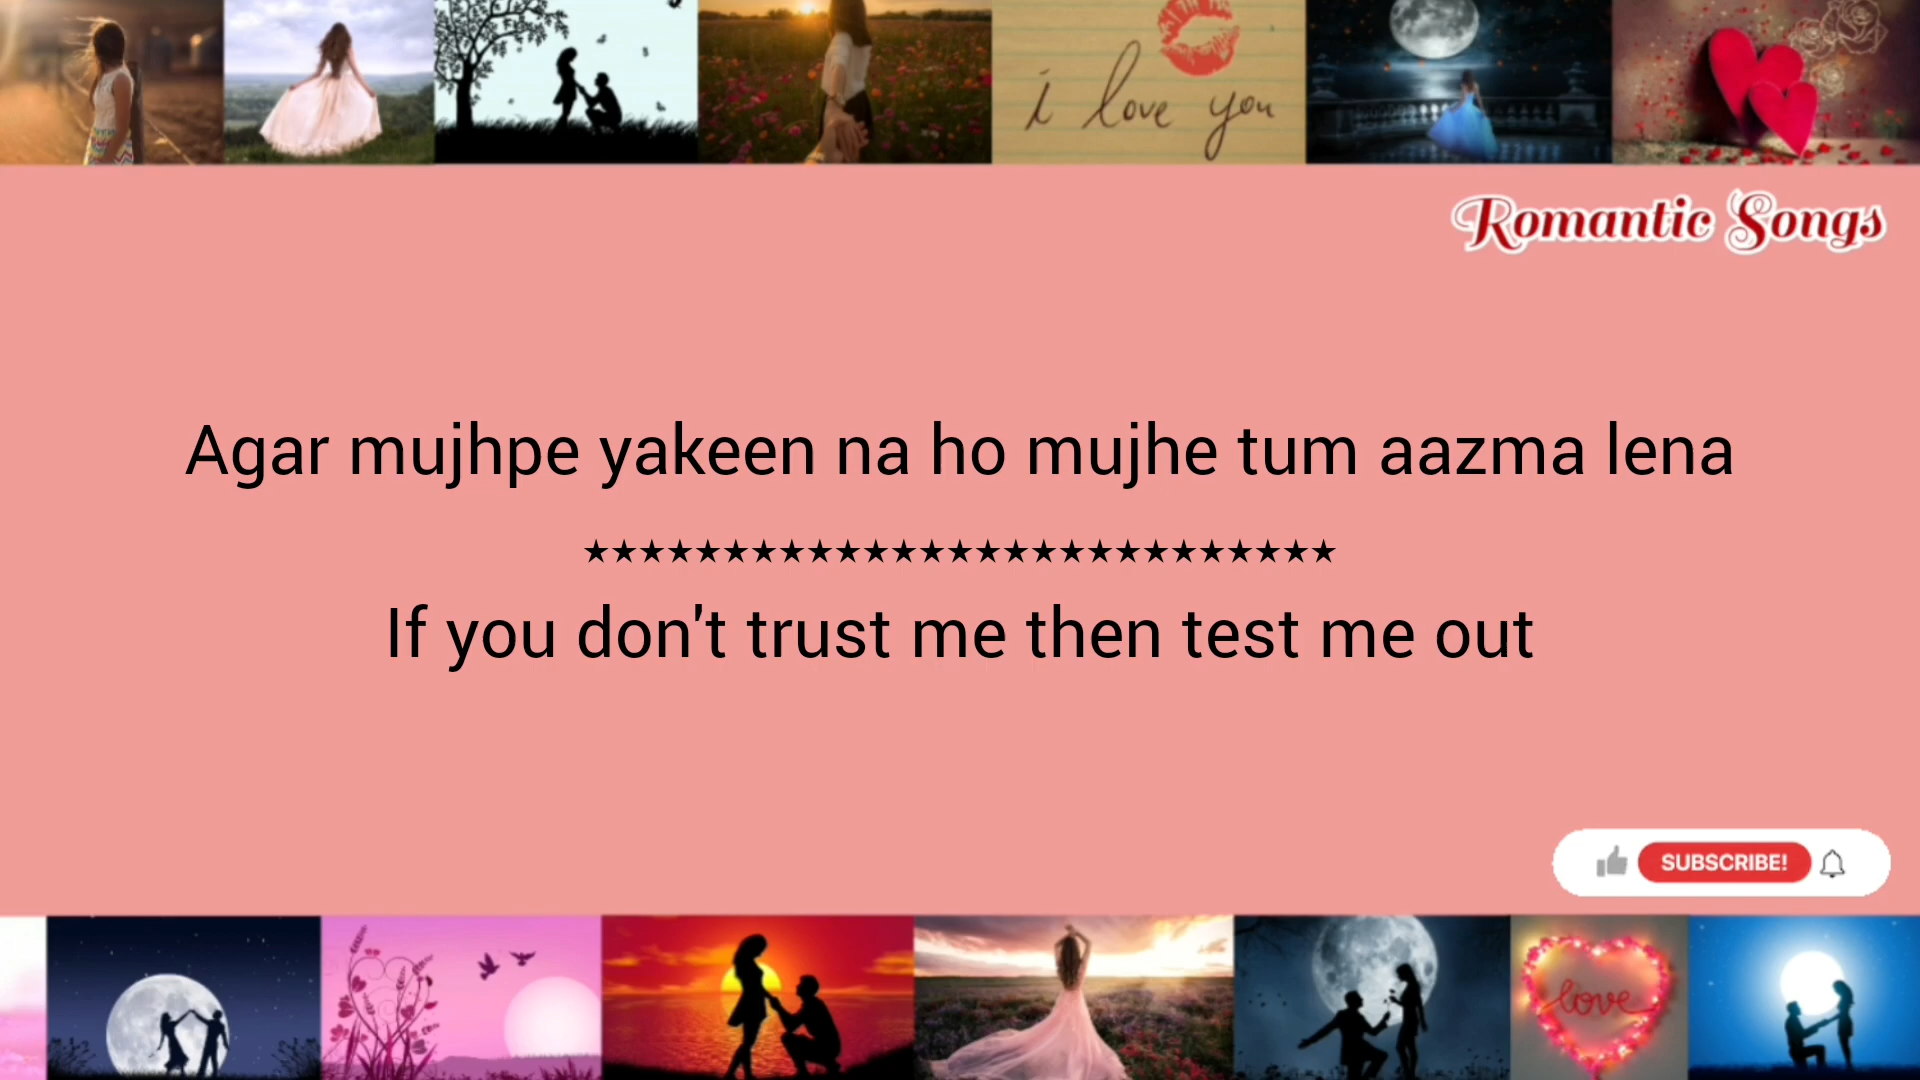 i love you
Romantic Songs
Agar mujhpe yakeen na ho mujhe tum aazma lena
★★★★★★★★★★★★★★★★★★★★★★★★★★★
If you don't trust me then test me out
SUBSCRIBE!
love